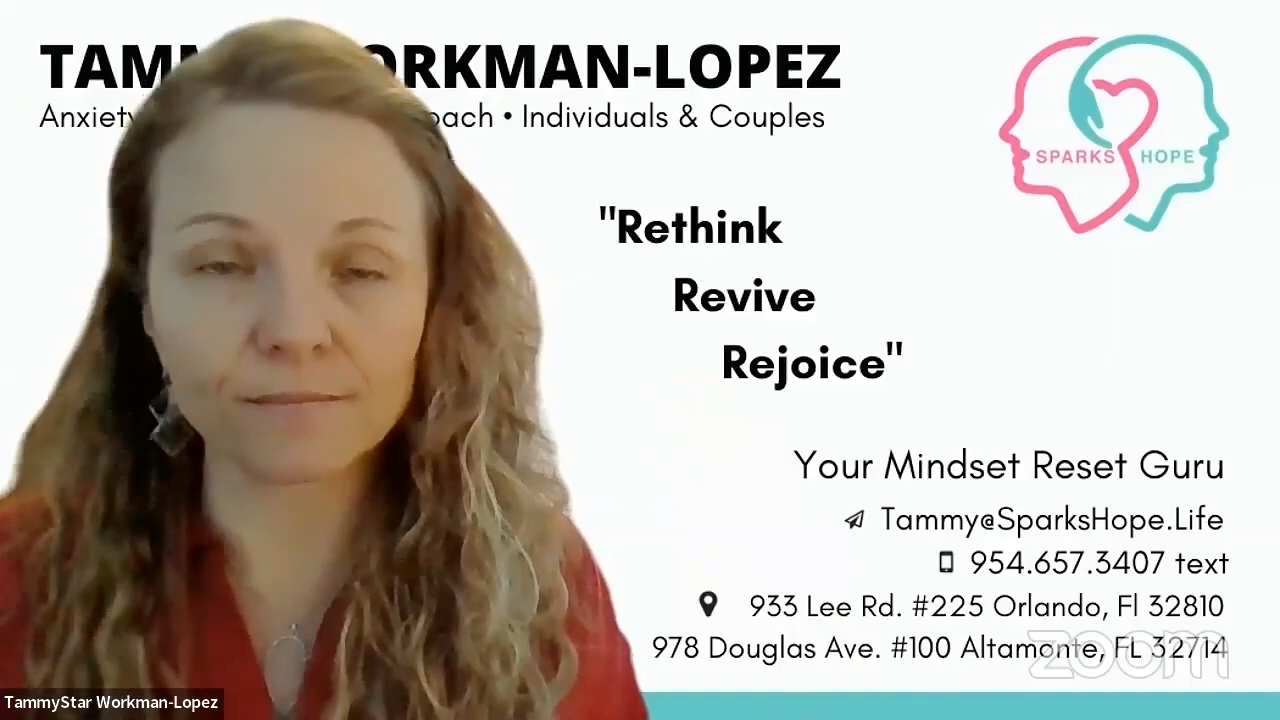 TAMM ORKMAN-LOPEZ
Anxiety oach • Individuals & Couples
SPARKS HOPE
"Rethink
Revive
Rejoice"
Your Mindset Reset Guru
Tammy@SparksHope.Life
954.657.3407 text
933 Lee Rd. #225 Orlando, Fl 32810
978 Douglas Ave. #100 Altamonte, FL 32714
zoom
TammyStar Workman-Lopez